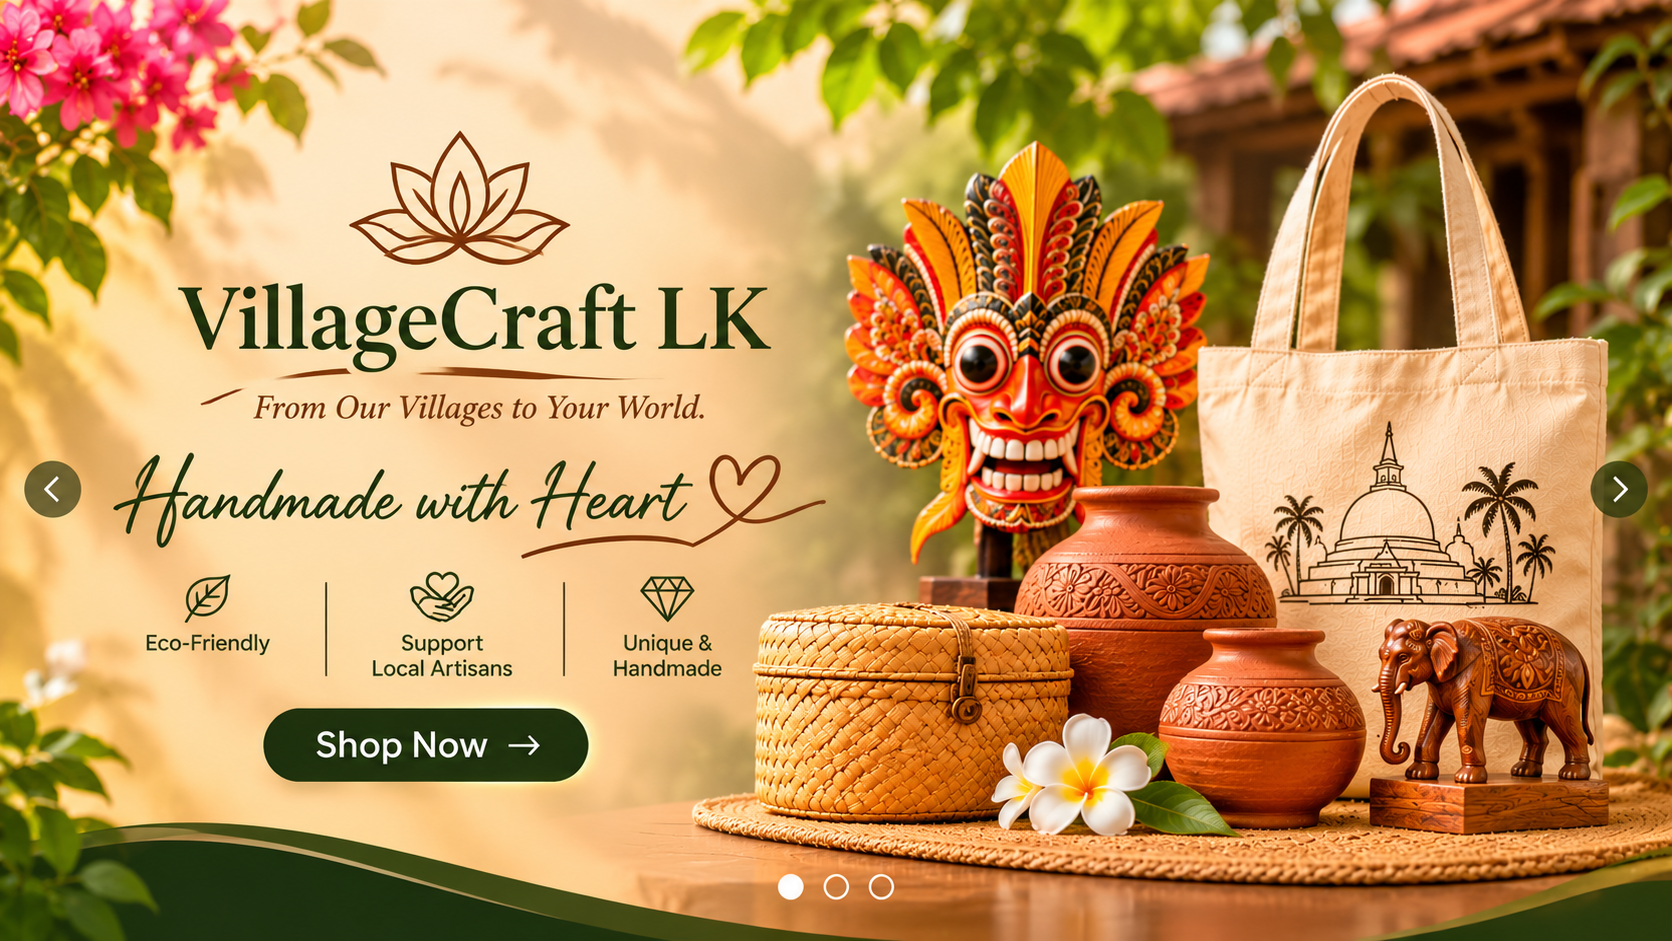 VillageCraft LK
From Our Villages to Your World.
Handmade with Heart
Eco-Friendly
Support
Local Artisans
Unique &
Handmade
Shop Now →